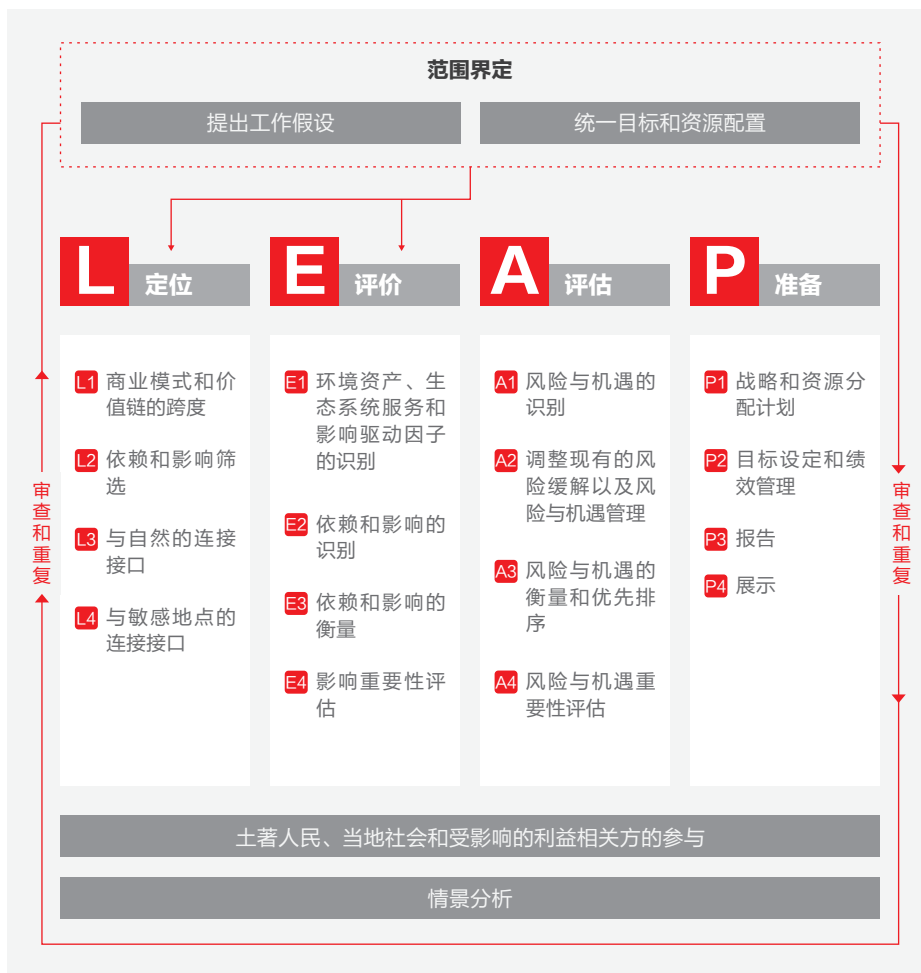 范围界定
提出工作假设
统一目标和资源配置
L 定位
E 评价
A 评估
P 准备
L1 商业模式和价
值链的跨度
L2 依赖和影响筛
选
L3 与自然的连接
接口
L4 与敏感地点的
连接接口
E1 环境资产、生
态系统服务和
影响驱动因子
的识别
E2 依赖和影响的
识别
E3 依赖和影响的
衡量
E4 影响重要性评
估
A1 风险与机遇的
识别
A2 调整现有的风
险缓解以及风
险与机遇管理
A3 风险与机遇的
衡量和优先排
序
A4 风险与机遇重
要性评估
P1 战略和资源分
配计划
P2 目标设定和绩
效管理
P3 报告
P4 展示
审查和重复
审查和重复
土著人民、当地社会和受影响的利益相关方的参与
情景分析